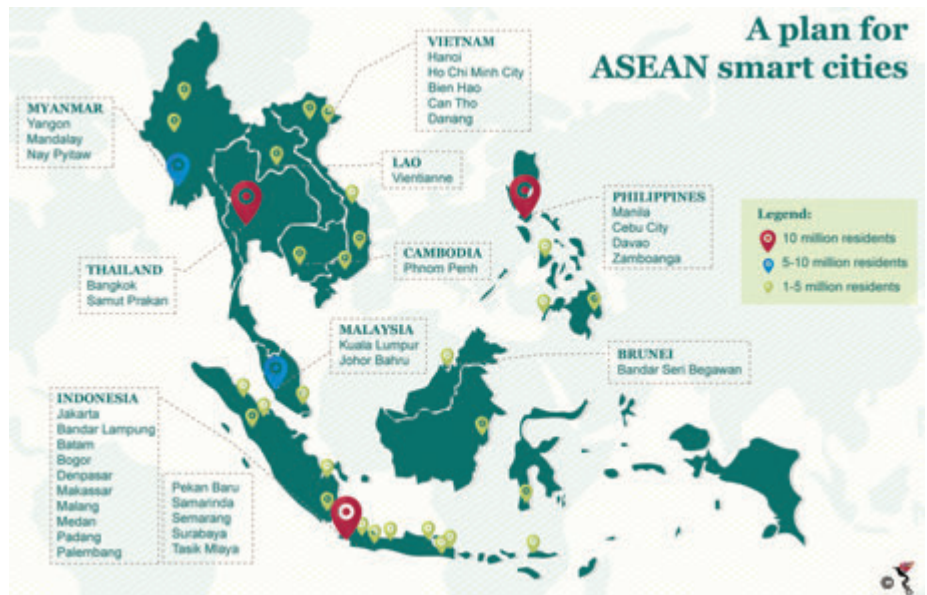 A plan for
ASEAN smart cities
VIETNAM
Hanoi
Ho Chi Minh City
Bien Hao
Can Tho
Danang
MYANMAR
Yangon
Mandalay
Nay Pyitaw
LAO
Vientianne
PHILIPPINES
Manila
Cebu City
Davao
Zamboanga
Legend:
10 million residents
5-10 million residents
1-5 million residents
THAILAND
Bangkok
Samut Prakan
CAMBODIA
Phnom Penh
MALAYSIA
Kuala Lumpur
Johor Bahru
BRUNEI
Bandar Seri Begawan
INDONESIA
Jakarta
Bandar Lampung
Batam
Bogor
Denpasar
Makassar
Malang
Medan
Padang
Palembang
Pekan Baru
Samarinda
Semarang
Surabaya
Tasik Mlaya
©